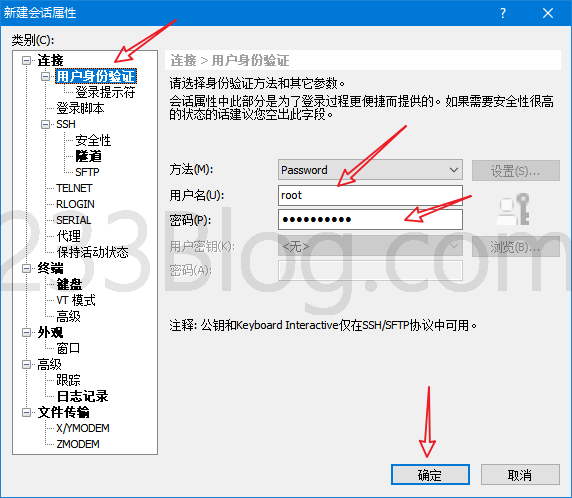 新建会话属性
?
类别(C):
连接
用户身份验证
登录提示符
登录脚本
SSH
安全性
隧道
SFTP
TELNET
RLOGIN
SERIAL
代理
保持活动状态
终端
键盘
VT 模式
高级
外观
窗口
高级
跟踪
日志记录
文件传输
X/YMODEM
ZMODEM
连接 > 用户身份验证
请选择身份验证方法和其它参数。
会话属性中此部分是为了登录过程更便捷而提供的。如果需要安全性很高
的状态的话建议您空出此字段。
方法(M): Password 设置(S)...
用户名(U): root
密码(P): ●●●●●●●●●●
用户密钥(K): <无> 浏览(B)...
密码(A):
注释: 公钥和Keyboard Interactive仅在SSH/SFTP协议中可用。
确定 取消
233Blog.com